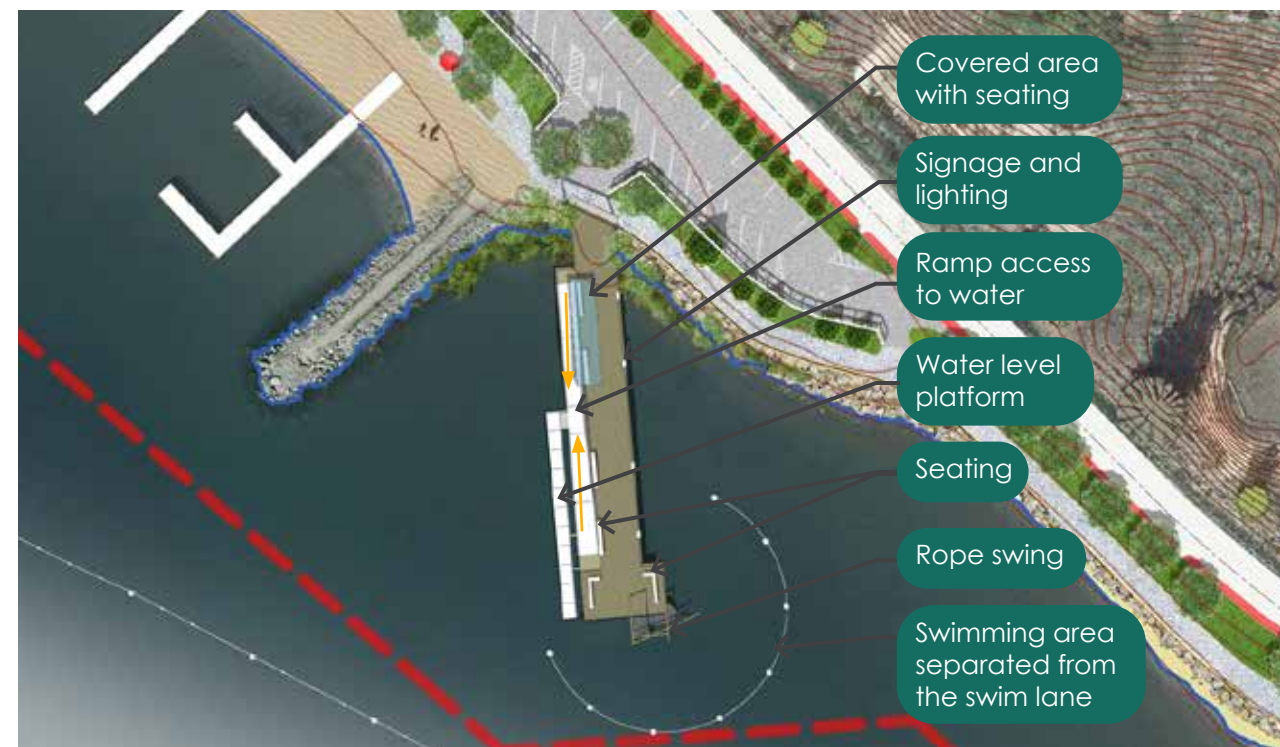 Covered area
with seating
Signage and
lighting
Ramp access
to water
Water level
platform
Seating
Rope swing
Swimming area
separated from
the swim lane